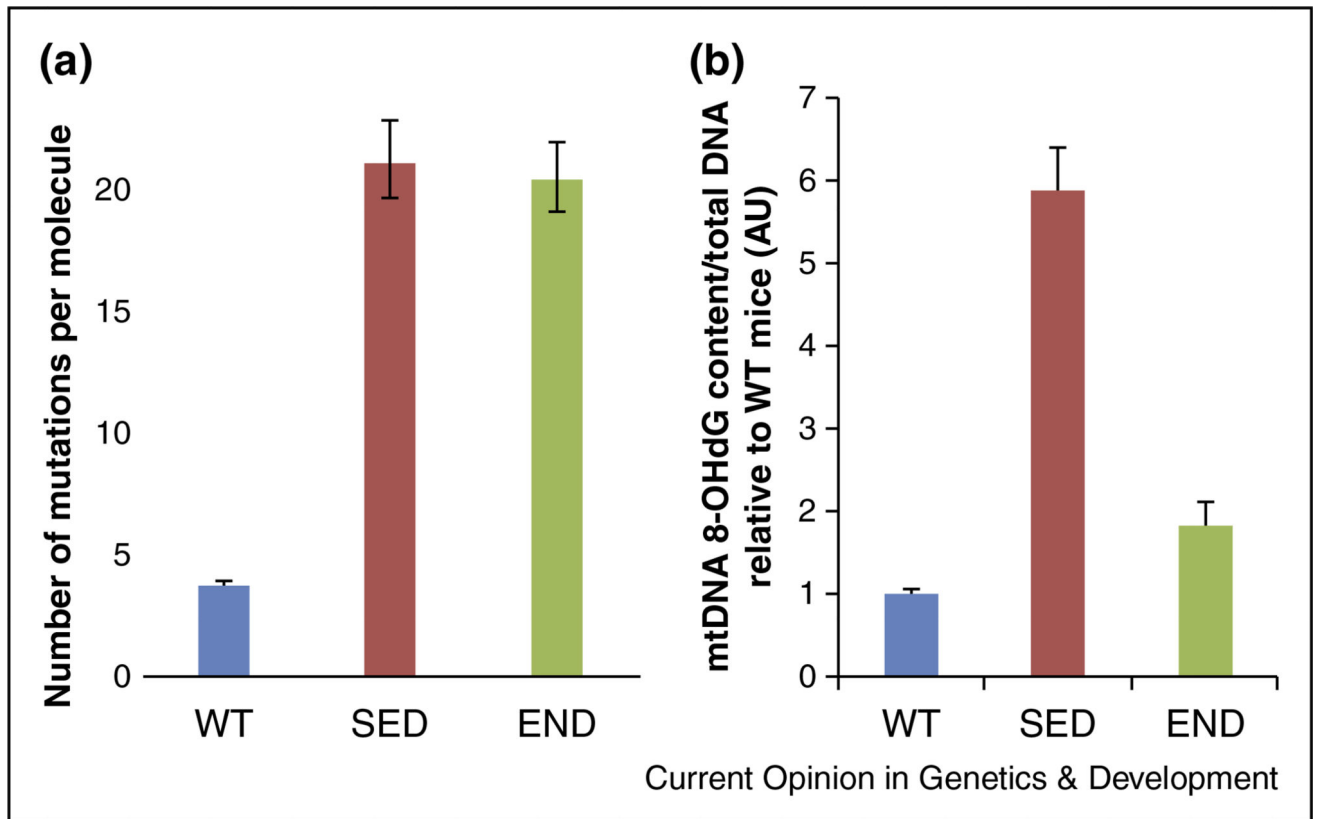 (a)
Number of mutations per molecule
20
15
10
5
0
WT SED END
(b)
mtDNA 8-OHdG content/total DNA
relative to WT mice (AU)
7
6
5
4
3
2
1
0
WT SED END
Current Opinion in Genetics & Development